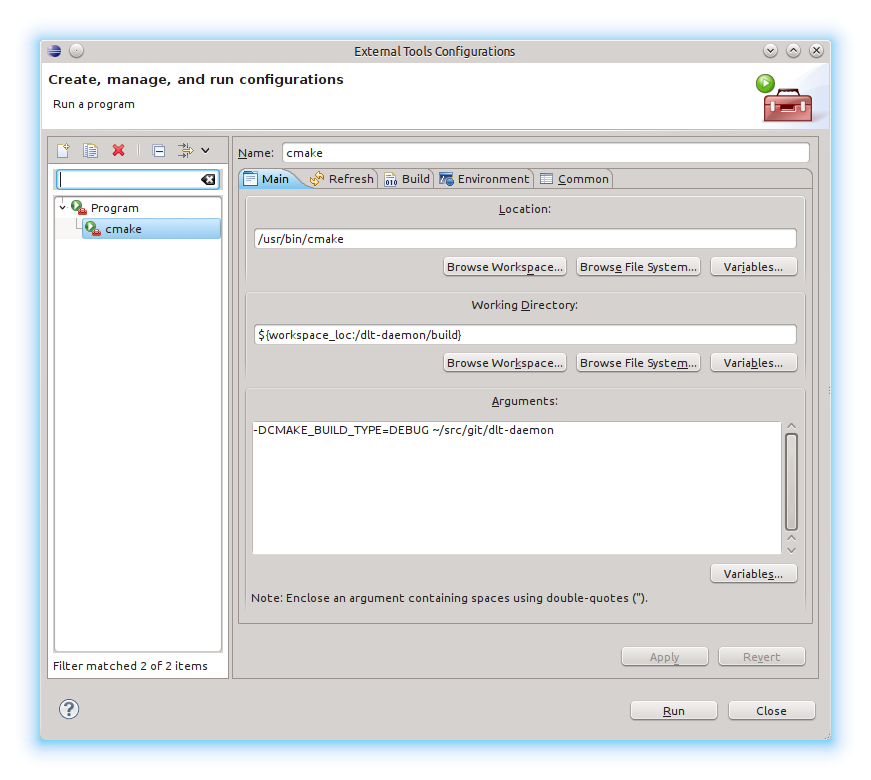 External Tools Configurations
Create, manage, and run configurations
Run a program
Name: cmake
Main Refresh Build Environment Common
Program
cmake
Filter matched 2 of 2 items
Location:
/usr/bin/cmake
Browse Workspace... Browse File System... Variables...
Working Directory:
${workspace_loc:/dlt-daemon/build}
Browse Workspace... Browse File System... Variables...
Arguments:
-DCMAKE_BUILD_TYPE=DEBUG ~/src/git/dlt-daemon
Variables...
Note: Enclose an argument containing spaces using double-quotes (").
Apply Revert
? Run Close